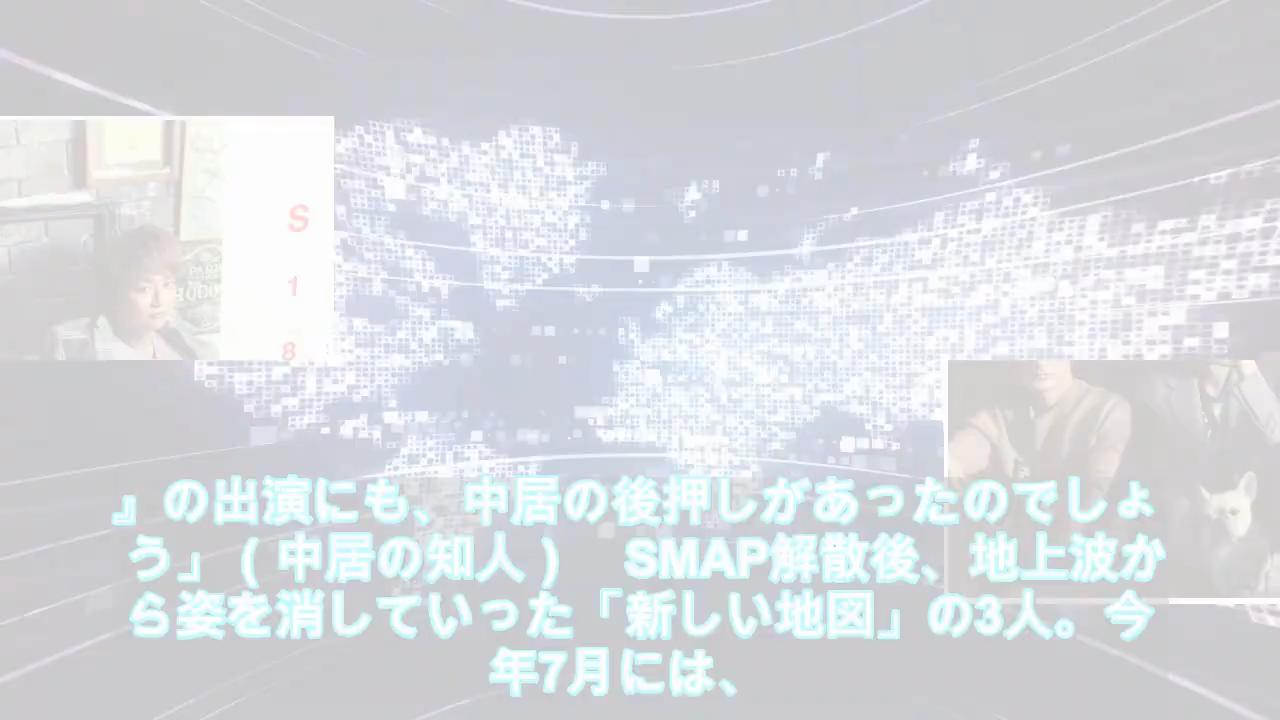 S
1
8
』の出演にも、中居の後押しがあったのでしょ
う」(中居の知人)　SMAP解散後、地上波か
ら姿を消していった「新しい地図」の3人。今
年7月には、